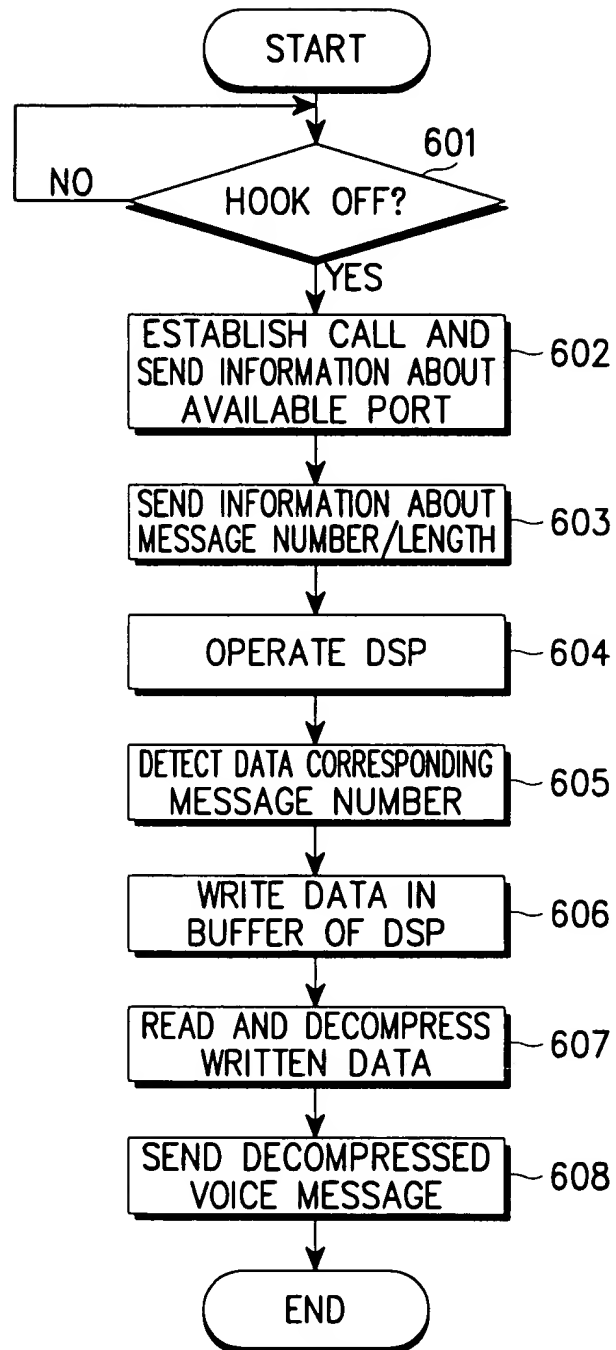 START
601
NO
HOOK OFF?
YES
ESTABLISH CALL AND
SEND INFORMATION ABOUT
AVAILABLE PORT
602
SEND INFORMATION ABOUT
MESSAGE NUMBER/LENGTH
603
OPERATE DSP
604
DETECT DATA CORRESPONDING
MESSAGE NUMBER
605
WRITE DATA IN
BUFFER OF DSP
606
READ AND DECOMPRESS
WRITTEN DATA
607
SEND DECOMPRESSED
VOICE MESSAGE
608
END